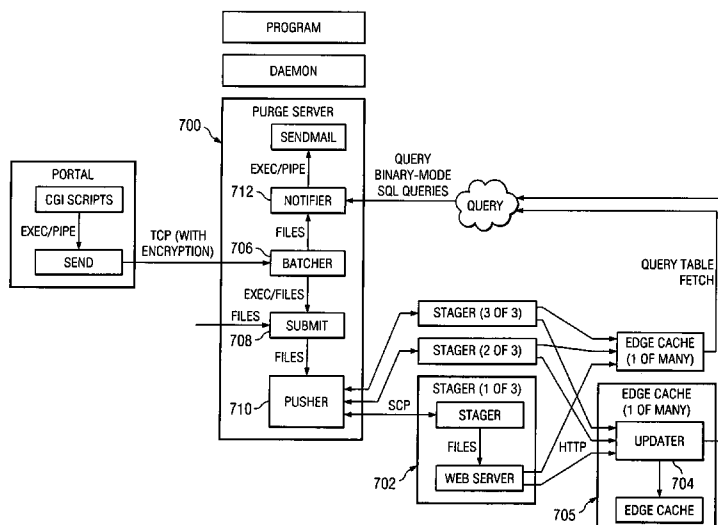 PROGRAM
DAEMON
700
PURGE SERVER
SENDMAIL
EXEC/PIPE
712
NOTIFIER
QUERY
BINARY-MODE
SQL QUERIES
QUERY
PORTAL
CGI SCRIPTS
EXEC/PIPE
SEND
TCP (WITH
ENCRYPTION)
FILES
706
BATCHER
EXEC/FILES
FILES
SUBMIT
708
FILES
710
PUSHER
QUERY TABLE
FETCH
STAGER (3 OF 3)
STAGER (2 OF 3)
EDGE CACHE
(1 OF MANY)
SCP
STAGER (1 OF 3)
STAGER
FILES
WEB SERVER
702
HTTP
EDGE CACHE
(1 OF MANY)
UPDATER
704
705
EDGE CACHE